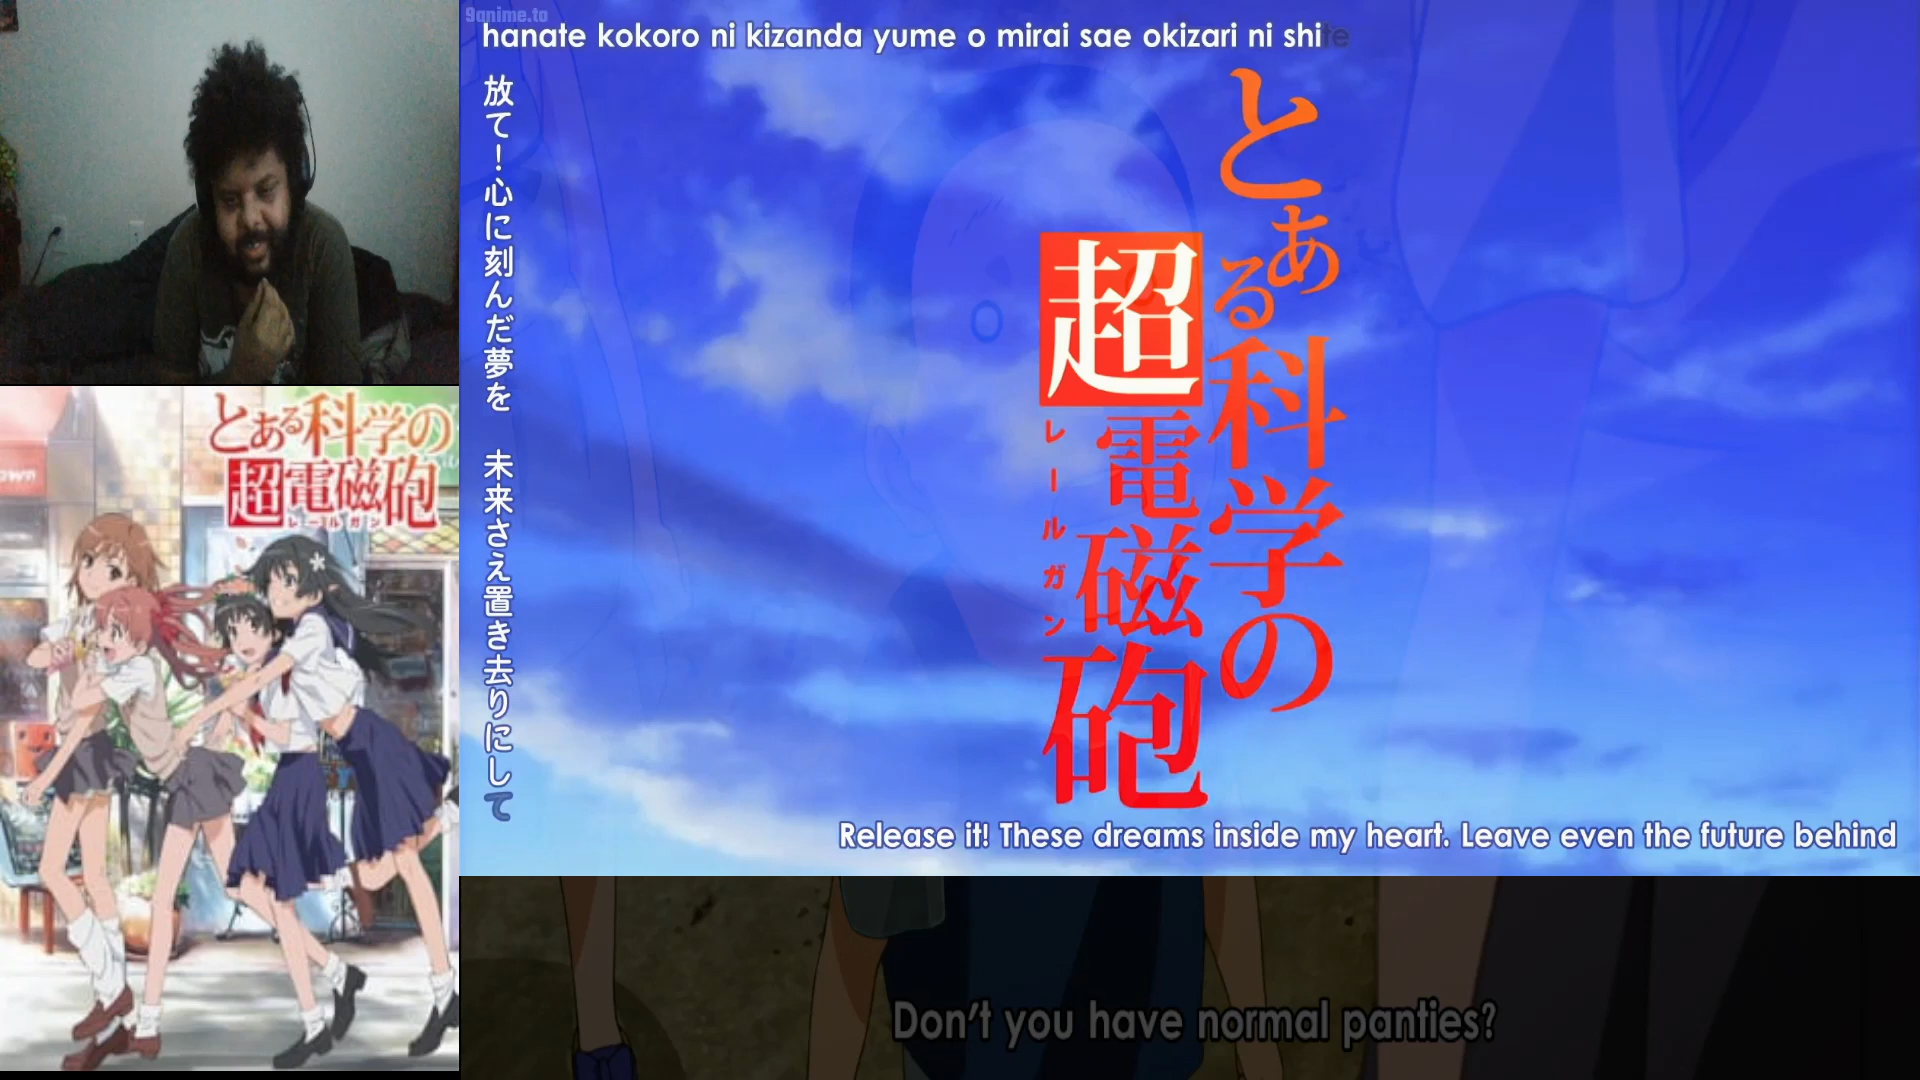 9anime.to
hanate kokoro ni kizanda yume o mirai sae okizari ni shite
放て!心に刻んだ夢を 未来さえ置き去りにして
とある科学の
超電磁砲
レールガン
Release it! These dreams inside my heart. Leave even the future behind
とある科学の
超電磁砲
レールガン
Don't you have normal panties?